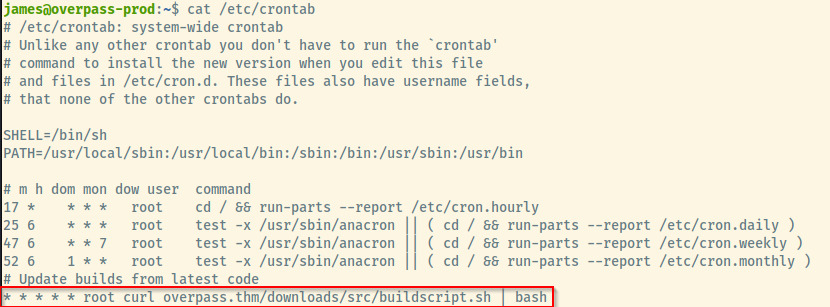 james@overpass-prod:~$ cat /etc/crontab
# /etc/crontab: system-wide crontab
# Unlike any other crontab you don't have to run the `crontab'
# command to install the new version when you edit this file
# and files in /etc/cron.d. These files also have username fields,
# that none of the other crontabs do.

SHELL=/bin/sh
PATH=/usr/local/sbin:/usr/local/bin:/sbin:/bin:/usr/sbin:/usr/bin

# m h dom mon dow user  command
17 *    * * *   root    cd / && run-parts --report /etc/cron.hourly
25 6    * * *   root    test -x /usr/sbin/anacron || ( cd / && run-parts --report /etc/cron.daily )
47 6    * * 7   root    test -x /usr/sbin/anacron || ( cd / && run-parts --report /etc/cron.weekly )
52 6    1 * *   root    test -x /usr/sbin/anacron || ( cd / && run-parts --report /etc/cron.monthly )
# Update builds from latest code
* * * * * root curl overpass.thm/downloads/src/buildscript.sh | bash